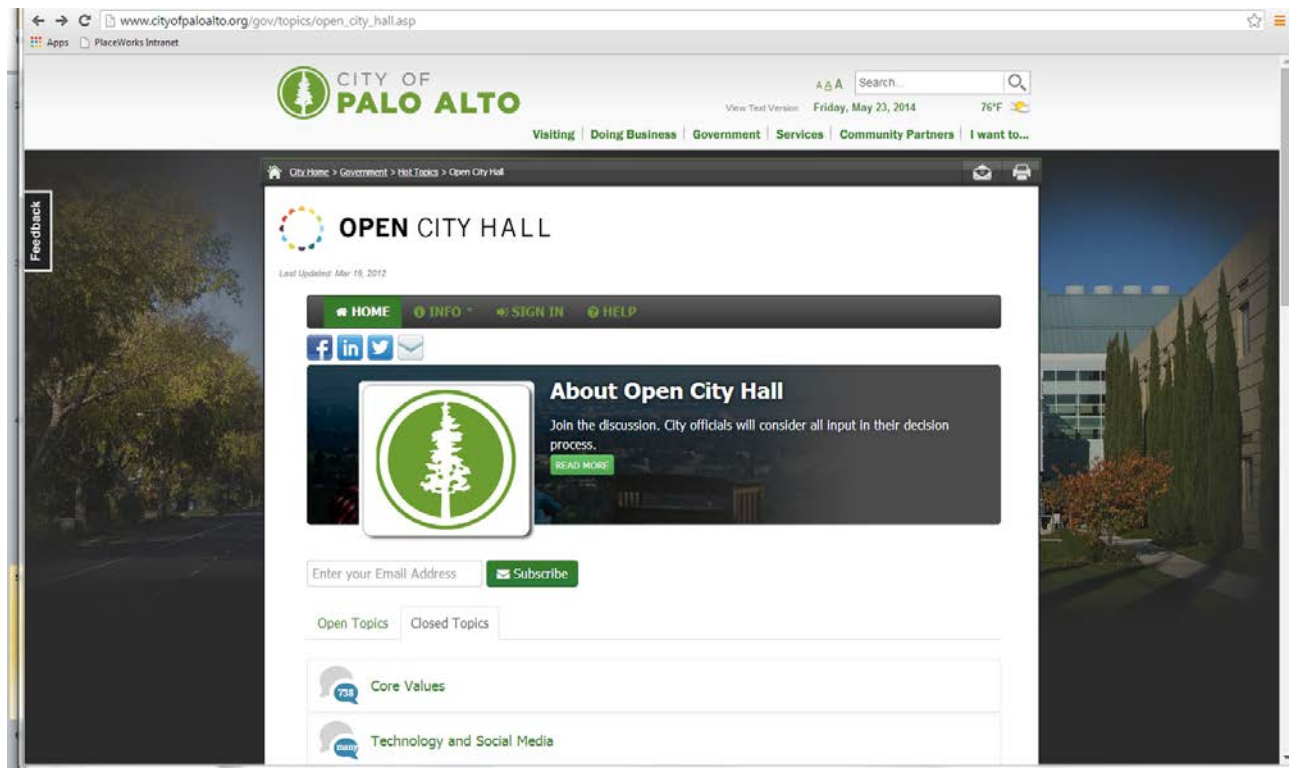 www.cityofpaloalto.org/gov/topics/open_city_hall.asp
Apps PlaceWorks Intranet
CITY OF
PALO ALTO
A A A Search...
View Text Version Friday, May 23, 2014 76°F
Visiting Doing Business Government Services Community Partners I want to...
City Home > Government > Hot Topics > Open City Hall
Feedback
OPEN CITY HALL
Last Updated: Mar 19, 2012
HOME INFO SIGN IN HELP
f in
About Open City Hall
Join the discussion. City officials will consider all input in their decision
process.
READ MORE
Enter your Email Address Subscribe
Open Topics Closed Topics
738 Core Values
many Technology and Social Media